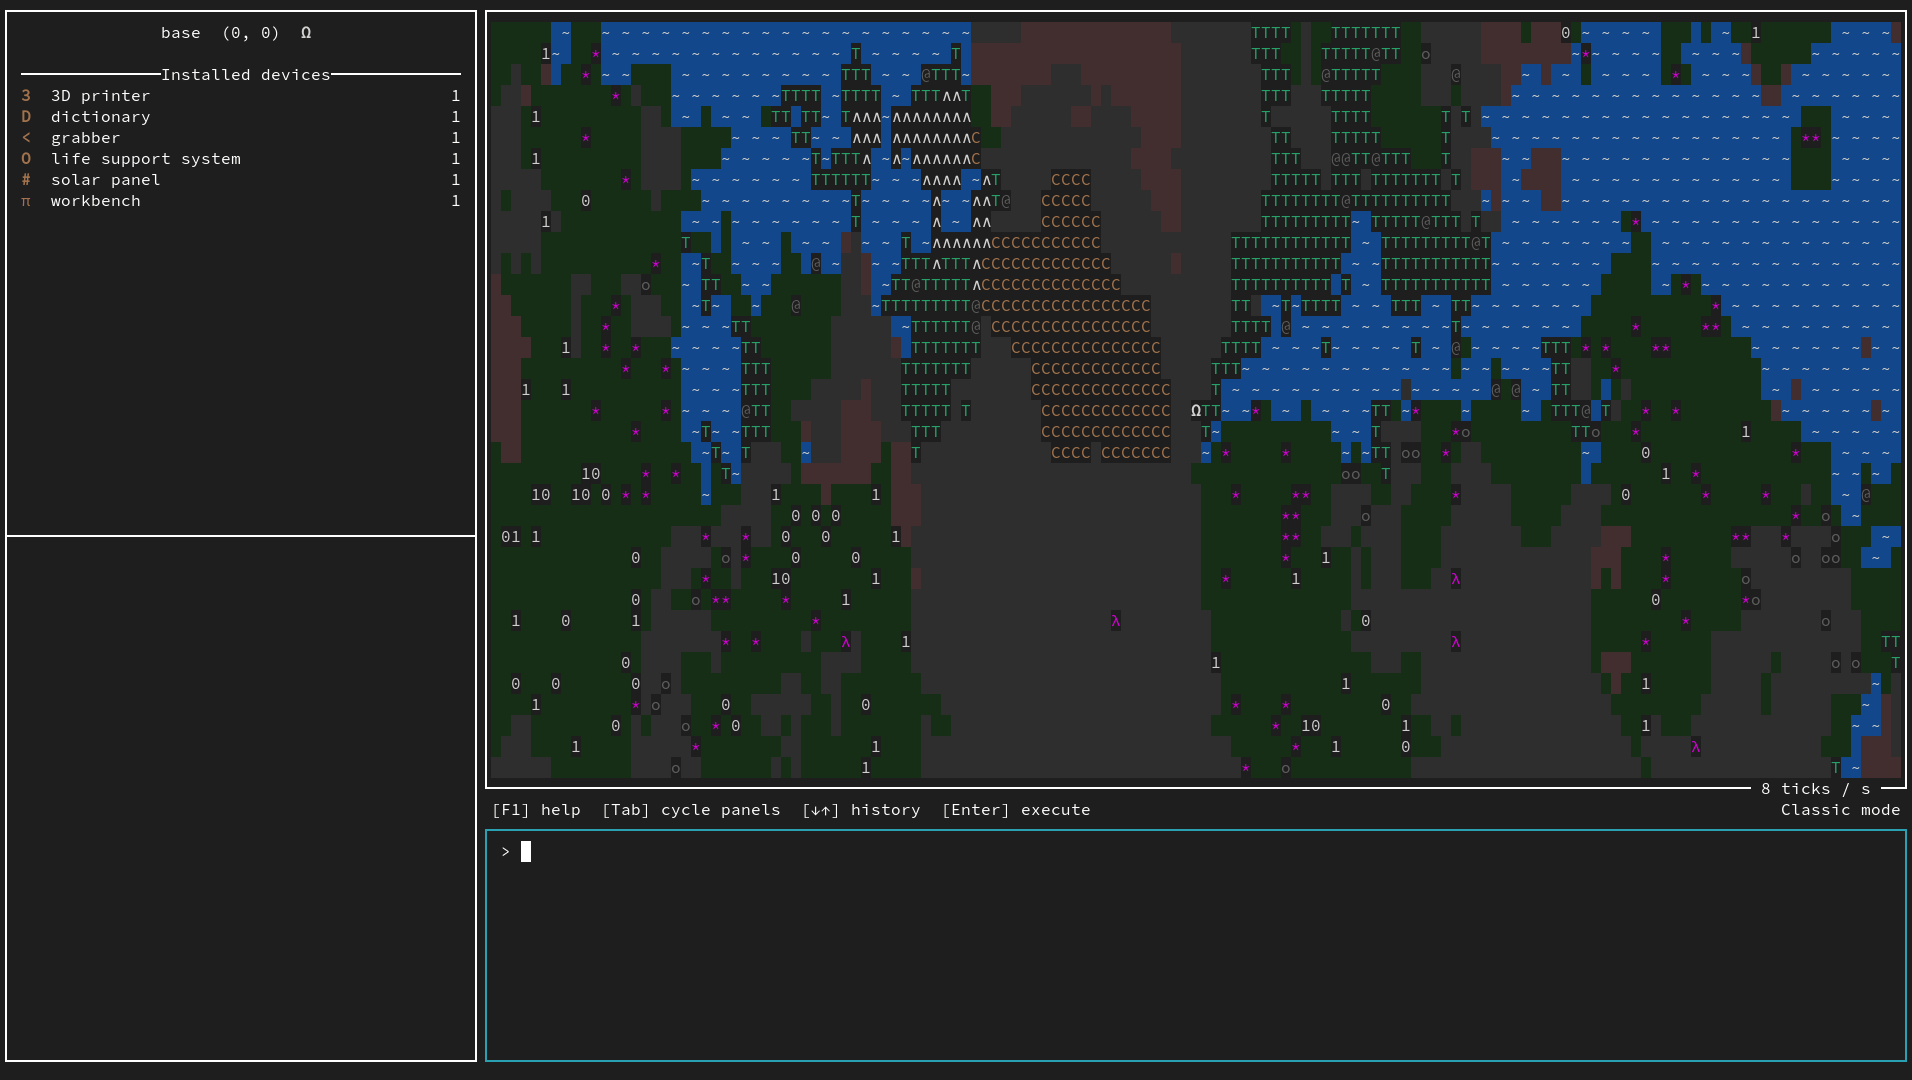 base (0, 0) Ω
Installed devices
3 3D printer 1
D dictionary 1
< grabber 1
O life support system 1
# solar panel 1
π workbench 1
8 ticks / s
[F1] help [Tab] cycle panels [↓↑] history [Enter] execute
Classic mode
>